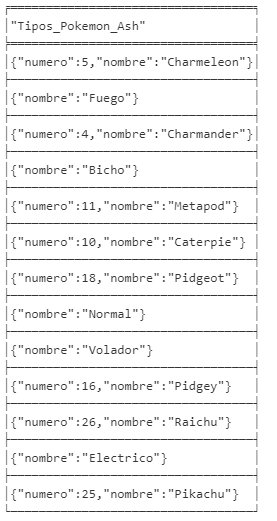 "Tipos_Pokemon_Ash"
{"numero":5,"nombre":"Charmeleon"}
{"nombre":"Fuego"}
{"numero":4,"nombre":"Charmander"}
{"nombre":"Bicho"}
{"numero":11,"nombre":"Metapod"}
{"numero":10,"nombre":"Caterpie"}
{"numero":18,"nombre":"Pidgeot"}
{"nombre":"Normal"}
{"nombre":"Volador"}
{"numero":16,"nombre":"Pidgey"}
{"numero":26,"nombre":"Raichu"}
{"nombre":"Electrico"}
{"numero":25,"nombre":"Pikachu"}